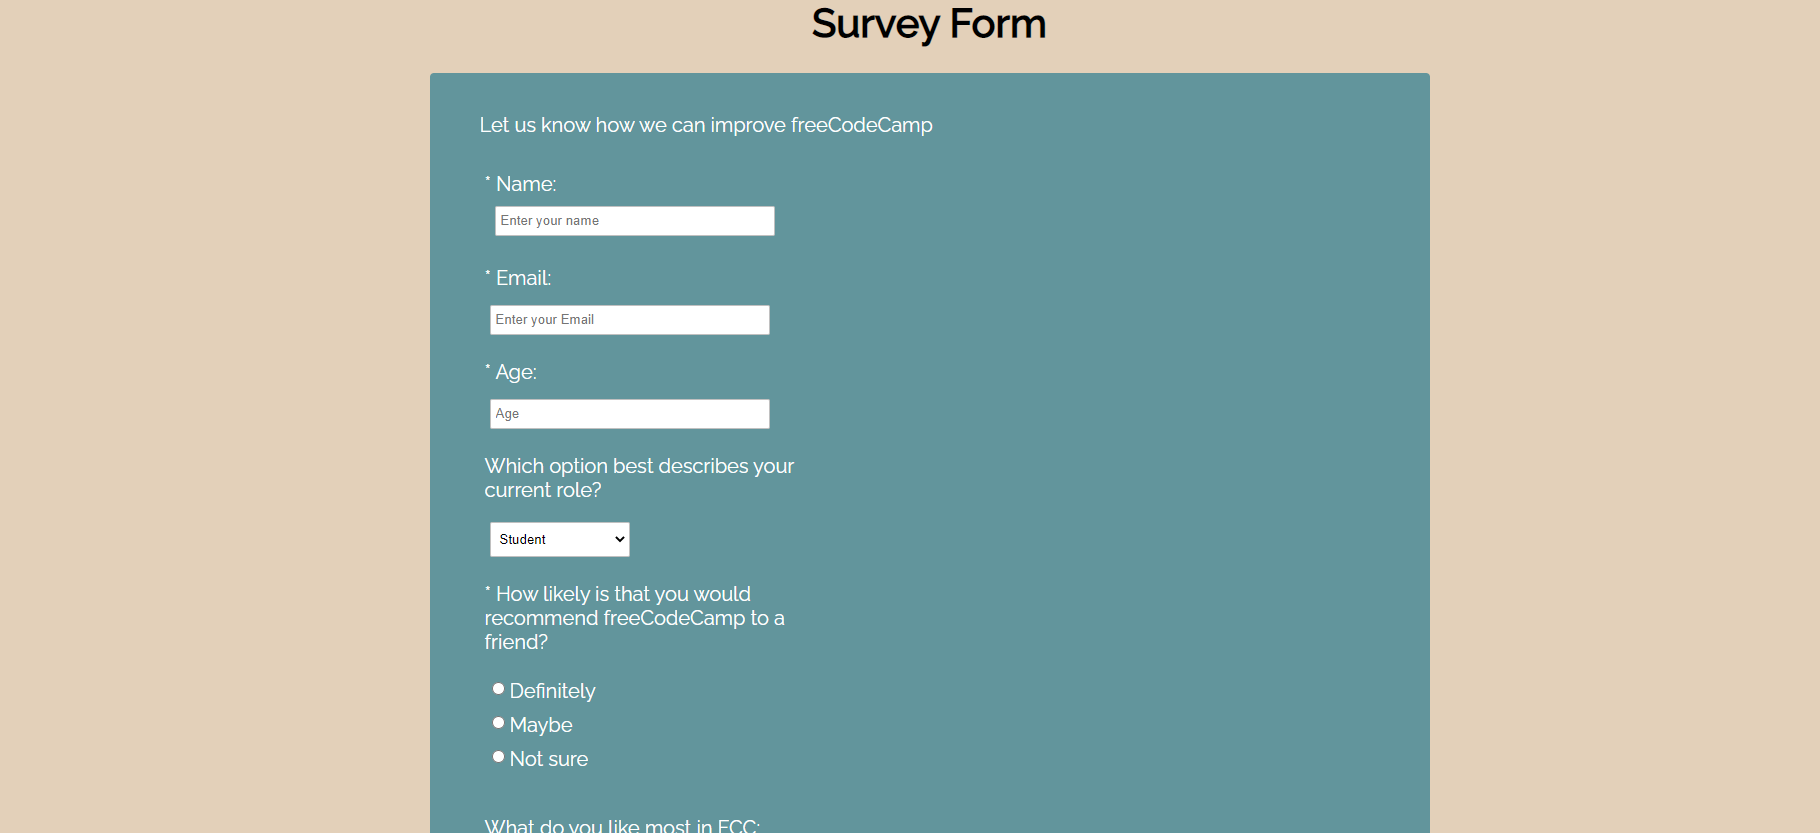 Survey Form
Let us know how we can improve freeCodeCamp
* Name:
Enter your name
* Email:
Enter your Email
* Age:
Age
Which option best describes your
current role?
Student
* How likely is that you would
recommend freeCodeCamp to a
friend?
Definitely
Maybe
Not sure
What do you like most in FCC: